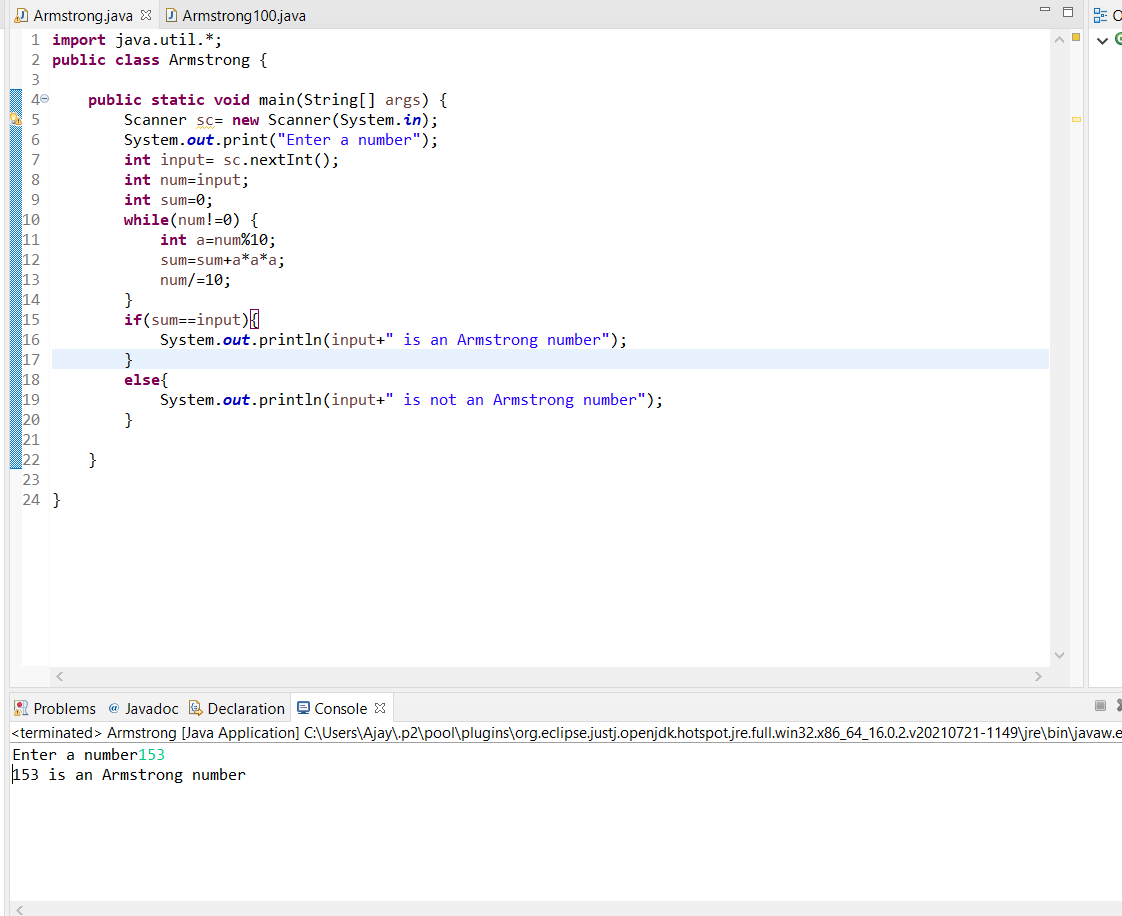 Armstrong.java Armstrong100.java
1 import java.util.*;
2 public class Armstrong {
3
4 public static void main(String[] args) {
5 Scanner sc= new Scanner(System.in);
6 System.out.print("Enter a number");
7 int input= sc.nextInt();
8 int num=input;
9 int sum=0;
10 while(num!=0) {
11 int a=num%10;
12 sum=sum+a*a*a;
13 num/=10;
14 }
15 if(sum==input){
16 System.out.println(input+" is an Armstrong number");
17 }
18 else{
19 System.out.println(input+" is not an Armstrong number");
20 }
21
22 }
23
24 }
Problems @ Javadoc Declaration Console
<terminated> Armstrong [Java Application] C:\Users\Ajay\.p2\pool\plugins\org.eclipse.justj.openjdk.hotspot.jre.full.win32.x86_64_16.0.2.v20210721-1149\jre\bin\javaw.e
Enter a number153
153 is an Armstrong number